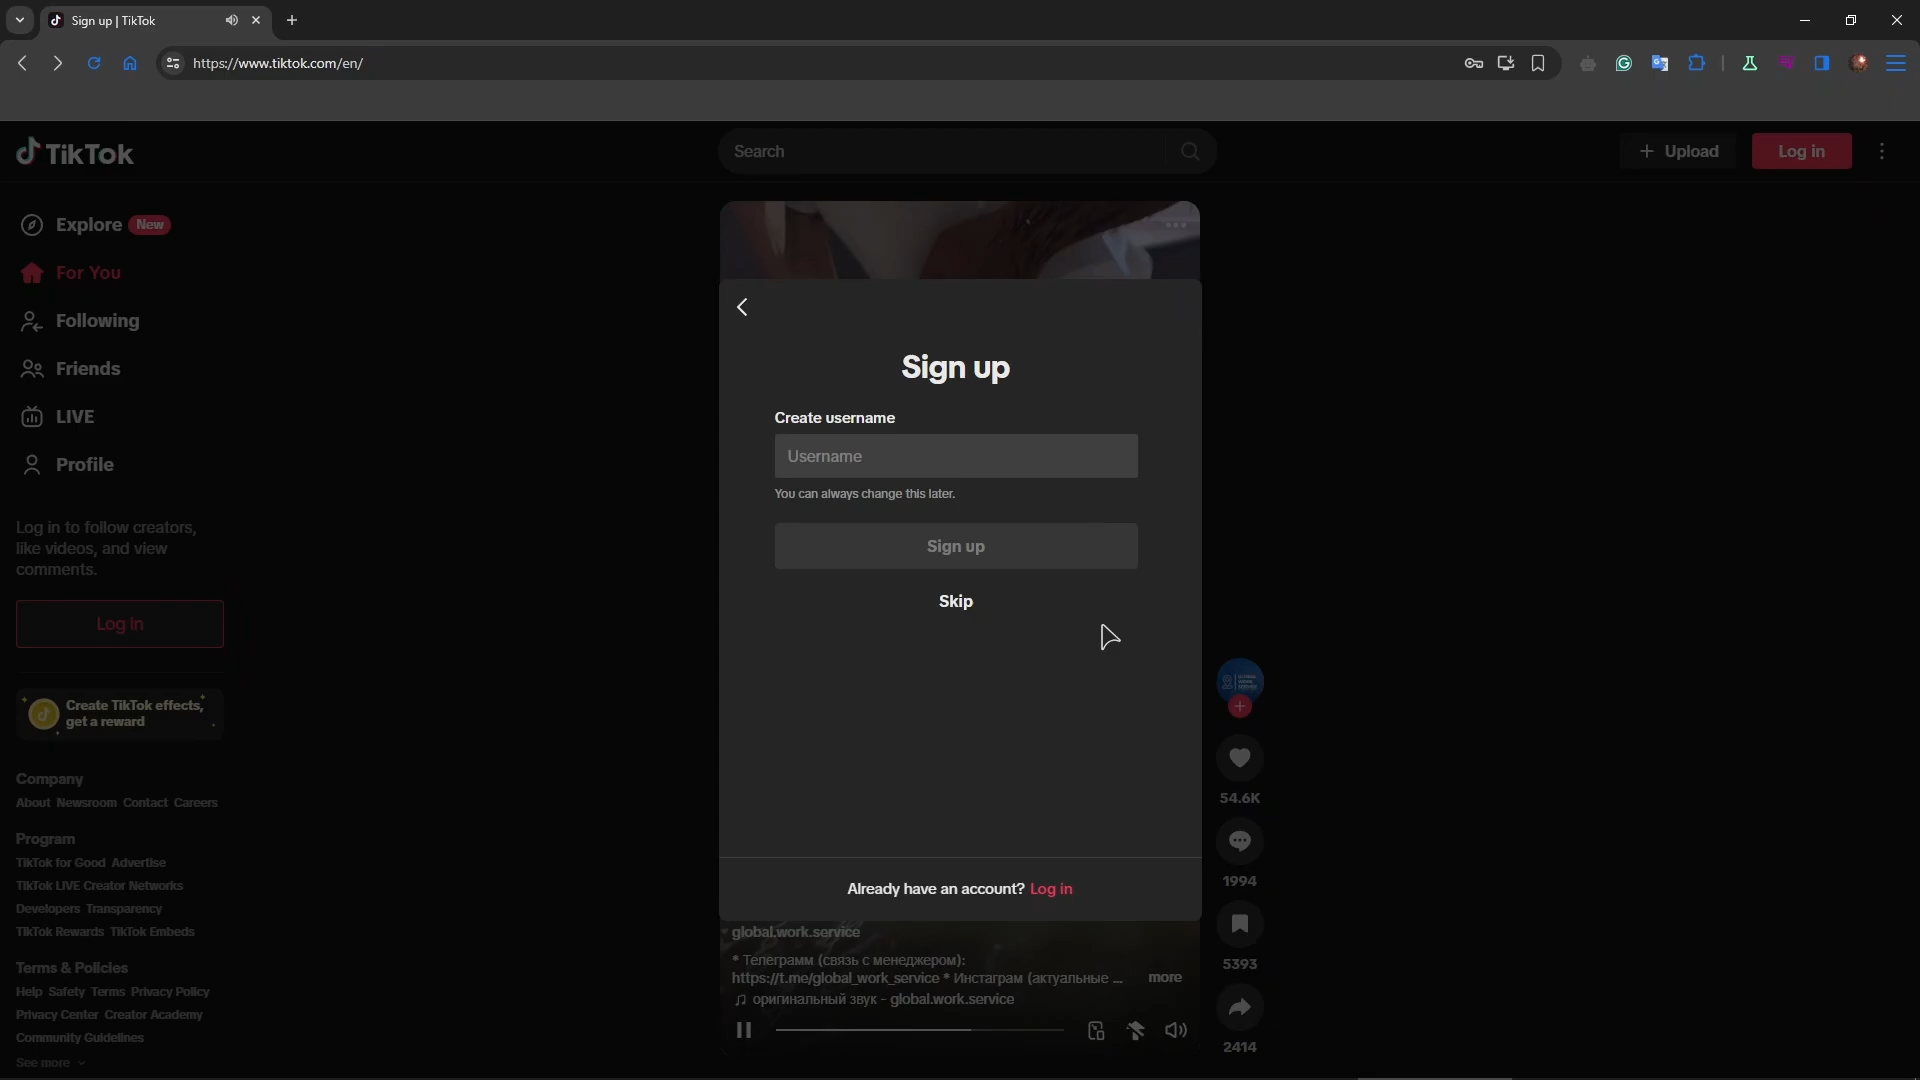 Sign up | TikTok
https://www.tiktok.com/en/
TikTok
Search
Upload
Log in
Explore New
For You
Following
Friends
LIVE
Profile
Log in to follow creators,
like videos, and view
comments.
Log in
Create TikTok effects,
get a reward
Company
About Newsroom Contact Careers
Program
TikTok for Good Advertise
TikTok LIVE Creator Networks
Developers Transparency
TikTok Rewards TikTok Embeds
Terms & Policies
Help Safety Terms Privacy Policy
Privacy Center Creator Academy
Community Guidelines
See more
Sign up
Create username
Username
You can always change this later.
Sign up
Skip
Already have an account? Log in
global.work.service
* Телеграмм (связь с менеджером):
https://t.me/global_work_service * Инстаграм (актуальные ... more
оригинальный звук - global.work.service
54.6K
1994
5393
2414